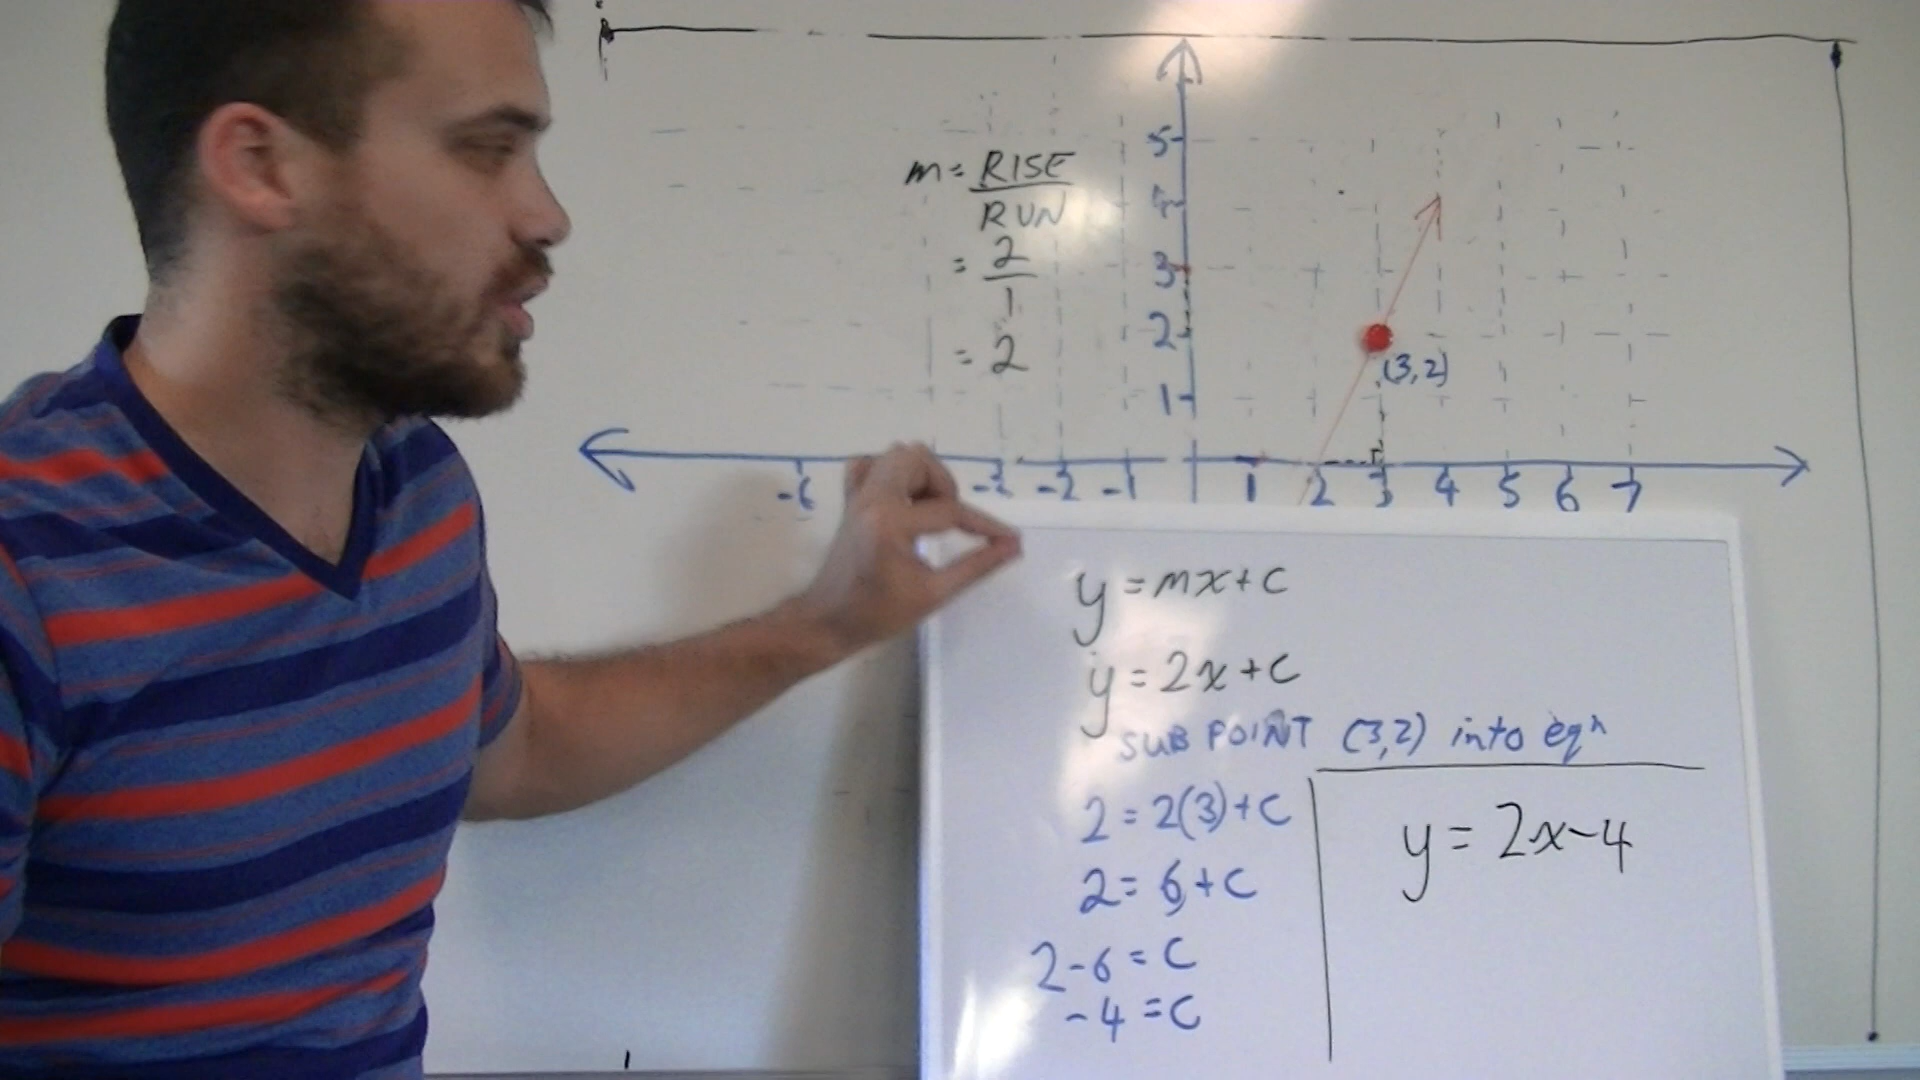 5
m = RISE
RUN
4
= 2
1
3
= 2
2
(3,2)
1
-6 -3 -2 -1 1 2 3 4 5 6 7
y = mx + c
y = 2x + c
SUB POINT (3,2) into eqn
2 = 2(3) + c
y = 2x - 4
2 = 6 + c
2 - 6 = c
-4 = c